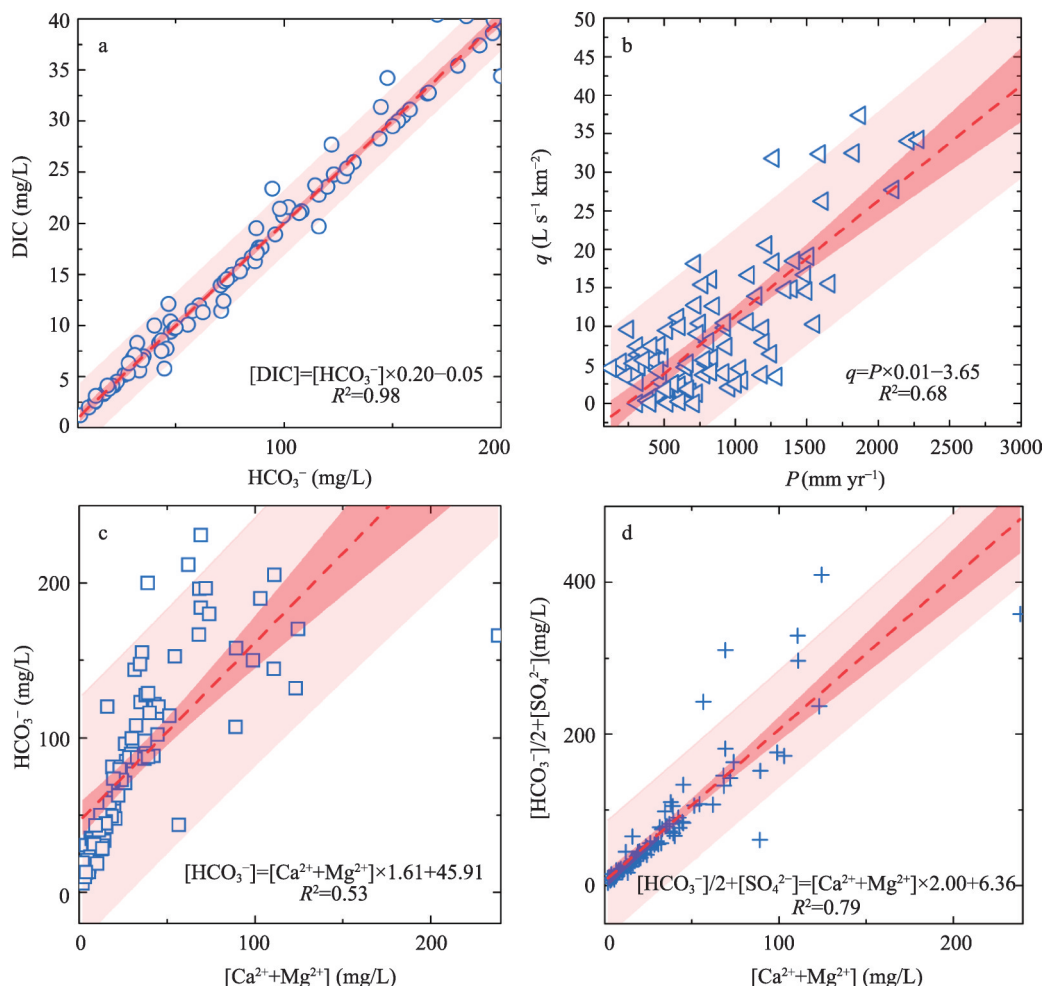 a
40
35
30
25
20
15
10
5
0
DIC (mg/L)
[DIC]=[HCO₃⁻]×0.20−0.05
R²=0.98
100
200
HCO₃⁻ (mg/L)
b
50
45
40
35
30
25
20
15
10
5
0
q (L s⁻¹ km⁻²)
q=P×0.01−3.65
R²=0.68
500
1000
1500
2000
2500
3000
P (mm yr⁻¹)
c
200
100
0
HCO₃⁻ (mg/L)
[HCO₃⁻]=[Ca²⁺+Mg²⁺]×1.61+45.91
R²=0.53
0
100
200
[Ca²⁺+Mg²⁺] (mg/L)
d
400
200
0
[HCO₃⁻]/2+[SO₄²⁻](mg/L)
[HCO₃⁻]/2+[SO₄²⁻]=[Ca²⁺+Mg²⁺]×2.00+6.36
R²=0.79
0
100
200
[Ca²⁺+Mg²⁺] (mg/L)